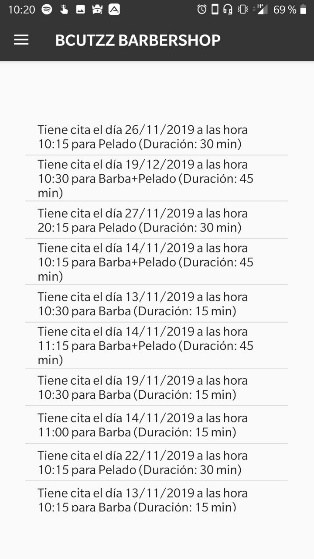 10:20
69 %
BCUTZZ BARBERSHOP
Tiene cita el día 26/11/2019 a las hora
10:15 para Pelado (Duración: 30 min)
Tiene cita el día 19/12/2019 a las hora
10:30 para Barba+Pelado (Duración: 45
min)
Tiene cita el día 27/11/2019 a las hora
20:15 para Pelado (Duración: 30 min)
Tiene cita el día 14/11/2019 a las hora
10:15 para Barba+Pelado (Duración: 45
min)
Tiene cita el día 13/11/2019 a las hora
10:30 para Barba (Duración: 15 min)
Tiene cita el día 14/11/2019 a las hora
11:15 para Barba+Pelado (Duración: 45
min)
Tiene cita el día 19/11/2019 a las hora
10:30 para Barba (Duración: 15 min)
Tiene cita el día 14/11/2019 a las hora
11:00 para Barba (Duración: 15 min)
Tiene cita el día 22/11/2019 a las hora
10:15 para Pelado (Duración: 30 min)
Tiene cita el día 13/11/2019 a las hora
10:15 para Barba (Duración: 15 min)